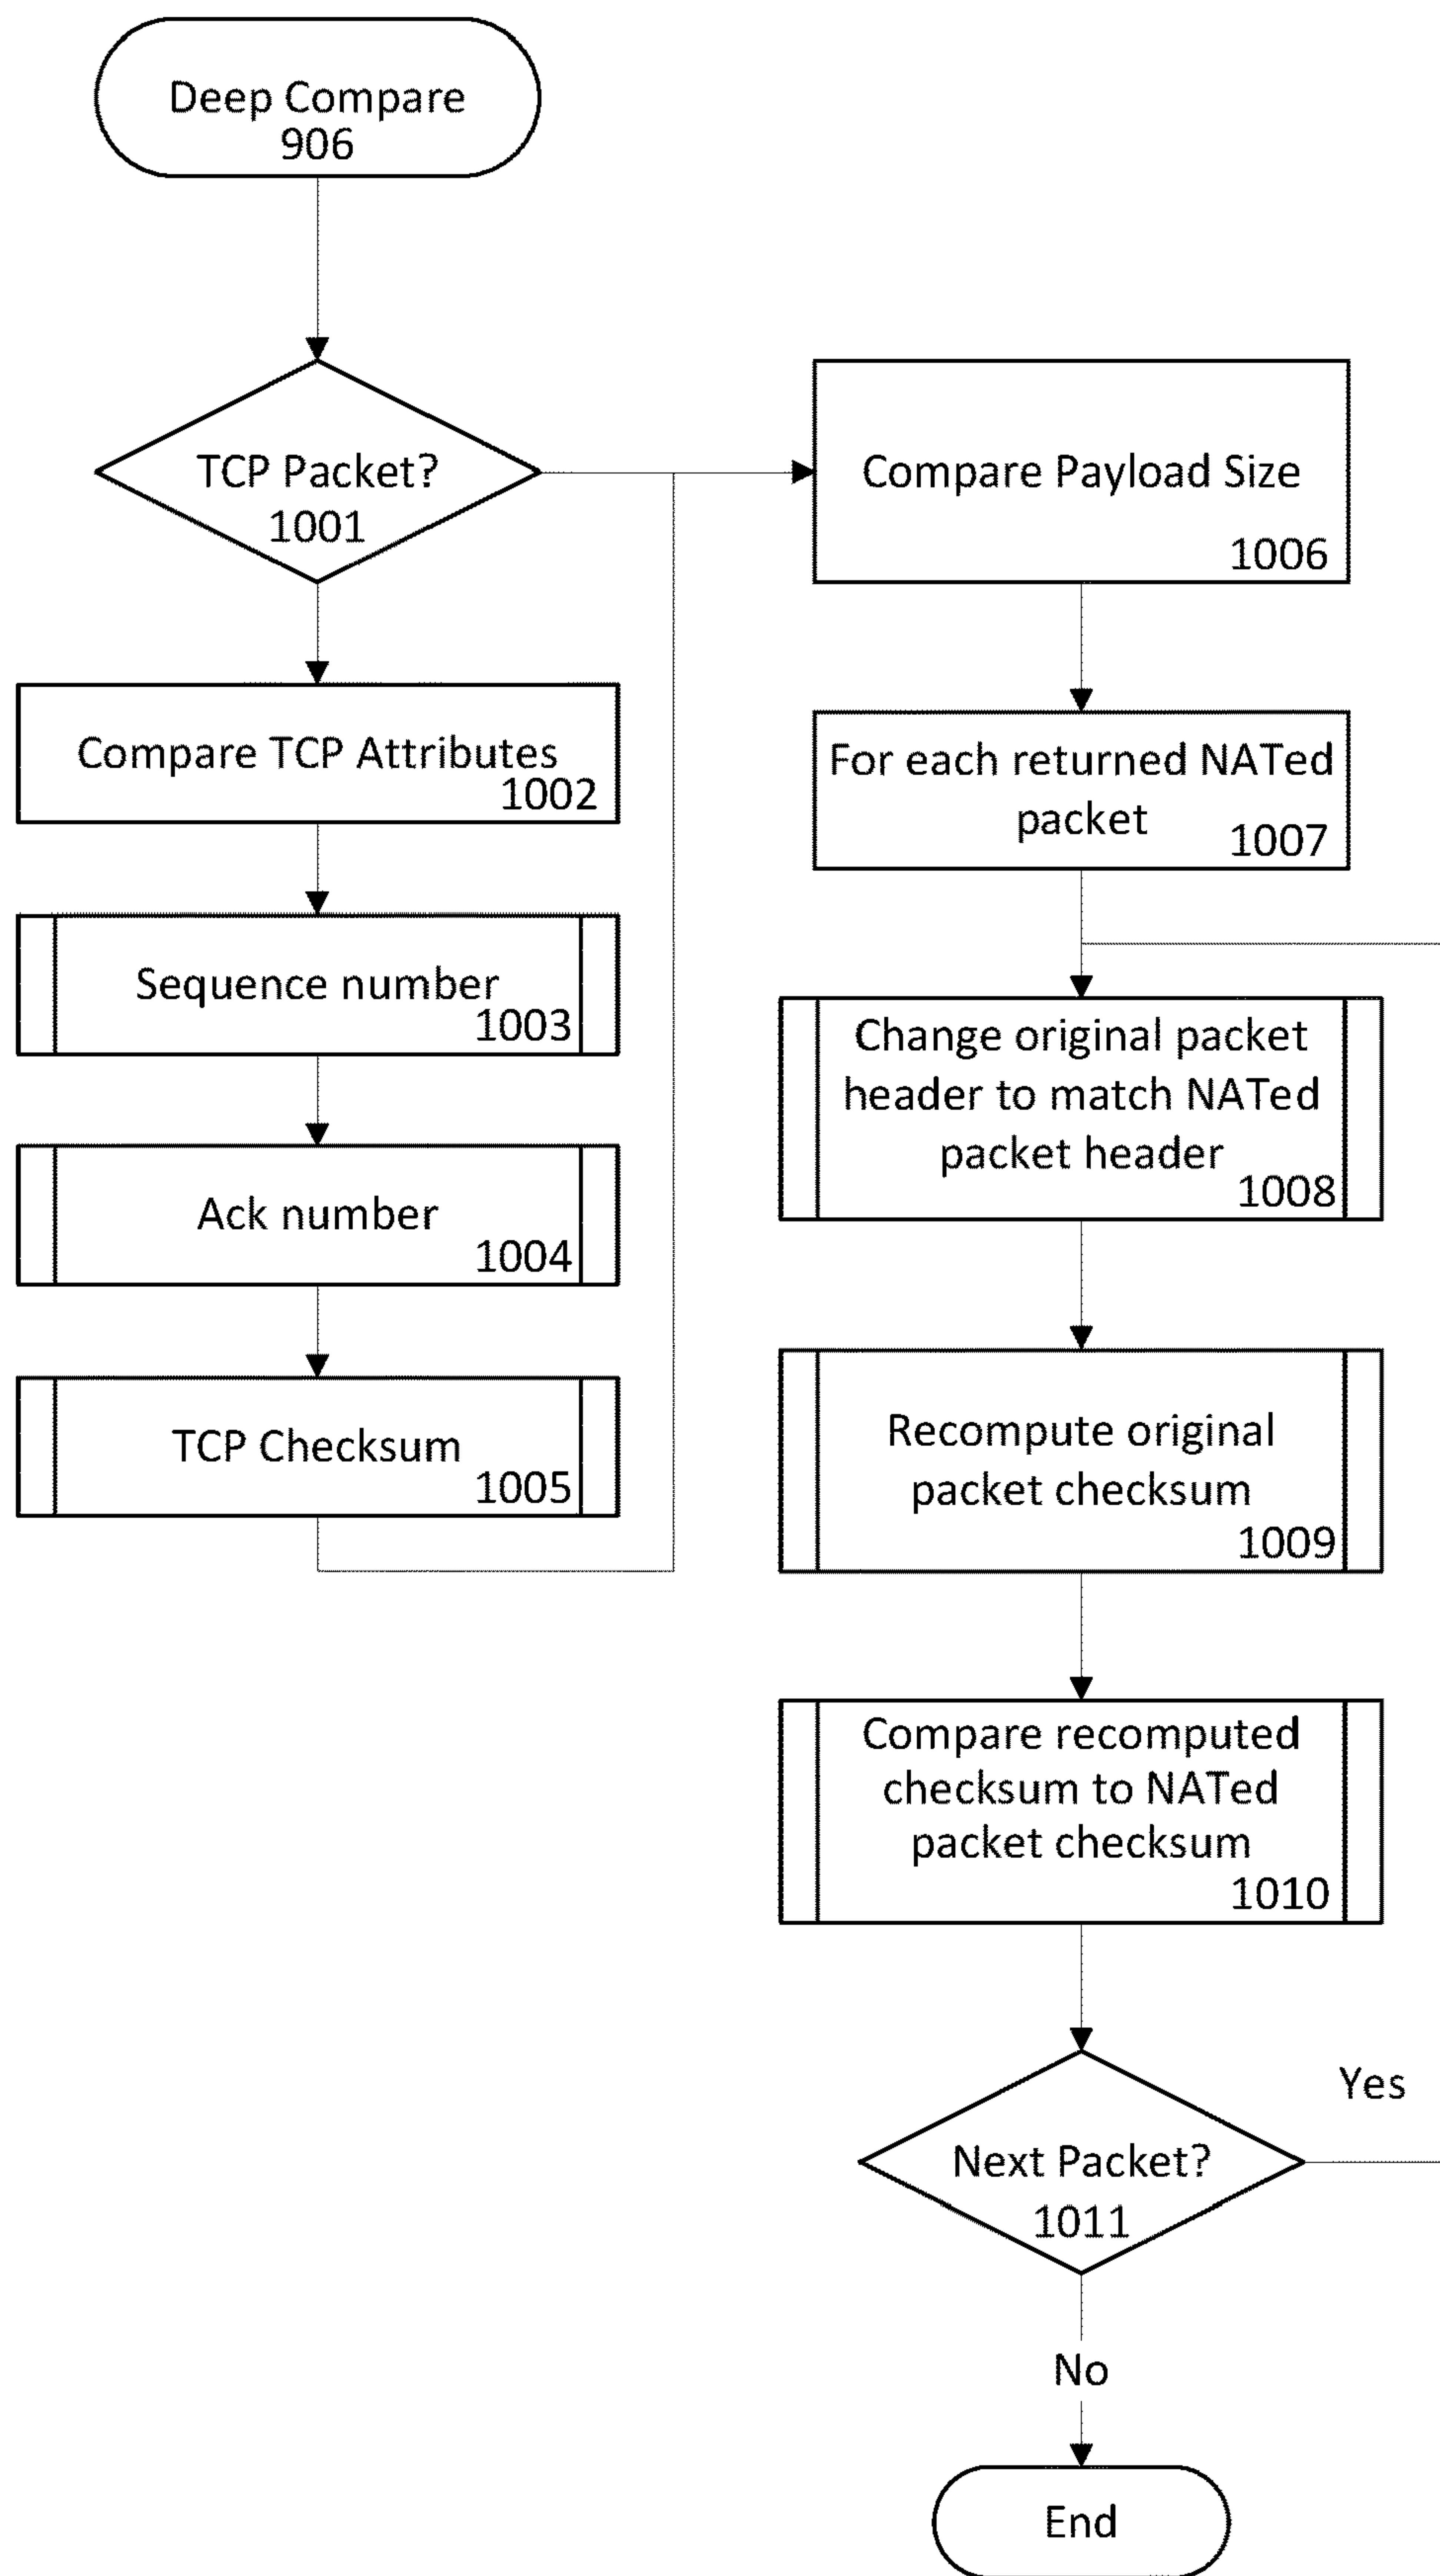 Deep Compare
906
TCP Packet?
1001
Compare TCP Attributes
1002
Sequence number
1003
Ack number
1004
TCP Checksum
1005
Compare Payload Size
1006
For each returned NATed
packet
1007
Change original packet
header to match NATed
packet header
1008
Recompute original
packet checksum
1009
Compare recomputed
checksum to NATed
packet checksum
1010
Yes
Next Packet?
1011
No
End